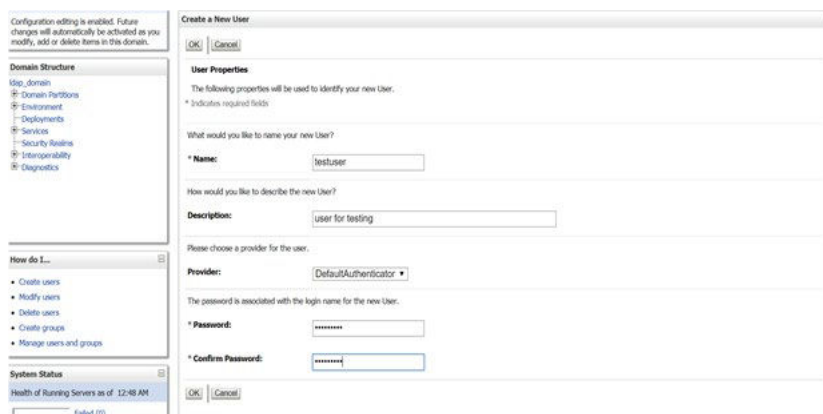 Configuration editing is enabled. Future
changes will automatically be activated as you
modify, add or delete items in this domain.
Domain Structure
ldap_domain
Domain Partitions
Environment
Deployments
Services
Security Realms
Interoperability
Diagnostics
How do I...
Create users
Modify users
Delete users
Create groups
Manage users and groups
System Status
Health of Running Servers as of 12:48 AM
Failed (0)
Create a New User
OK Cancel
User Properties
The following properties will be used to identify your new User.
* Indicates required fields
What would you like to name your new User?
* Name: testuser
How would you like to describe the new User?
Description: user for testing
Please choose a provider for the user.
Provider: DefaultAuthenticator
The password is associated with the login name for the new User.
* Password: •••••••••
* Confirm Password: •••••••••
OK Cancel